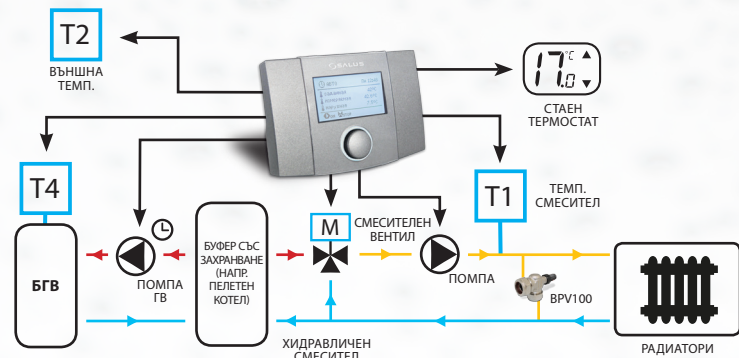 T2
ВЪНШНА
ТЕМП.
SALUS
17.0 °C
СТАЕН
ТЕРМОСТАТ
T4
T1
ТЕМП.
СМЕСИТЕЛ
M
СМЕСИТЕЛЕН
ВЕНТИЛ
БГВ
ПОМПА
ГВ
БУФЕР СЪС
ЗАХРАНВАНЕ
(НАПР.
ПЕЛЕТЕН
КОТЕЛ)
ПОМПА
BPV100
ХИДРАВЛИЧЕН
СМЕСИТЕЛ
РАДИАТОРИ